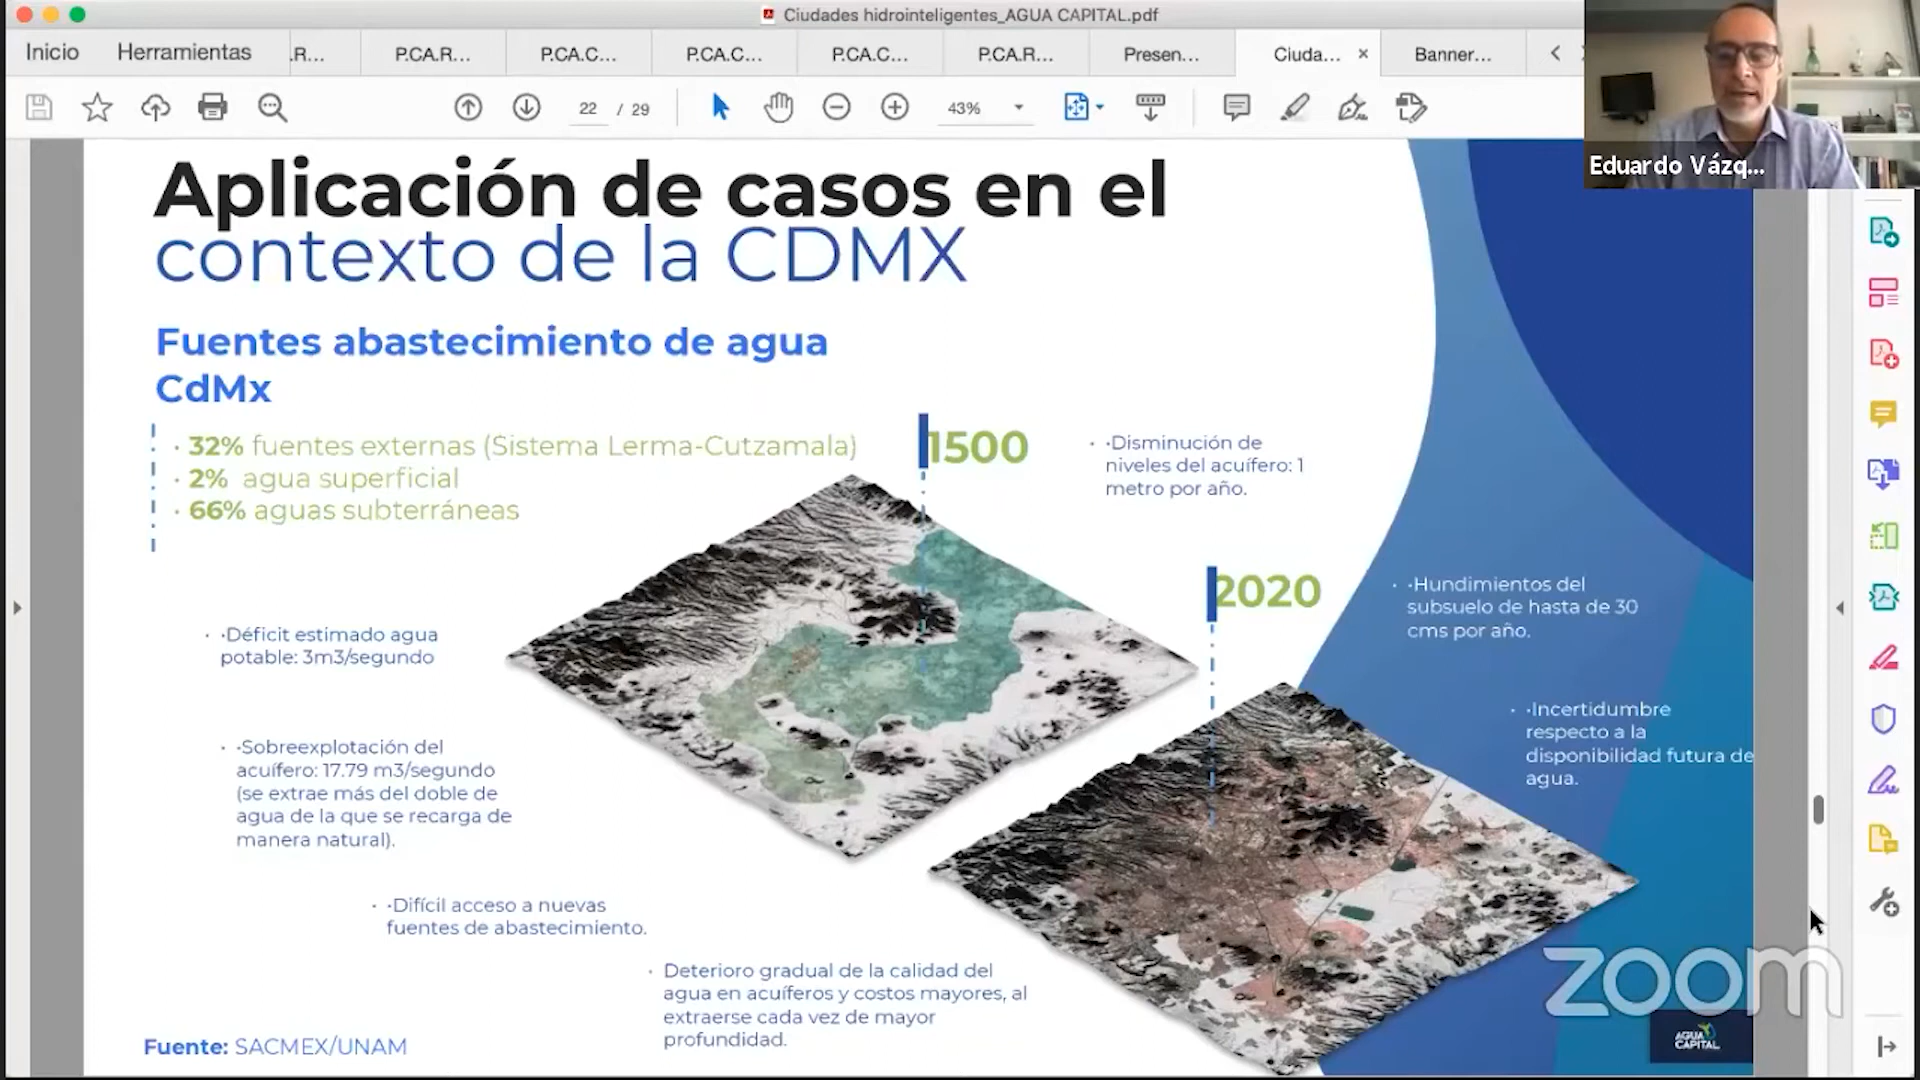 Ciudades hidrointeligentes_AGUA CAPITAL.pdf
Inicio
Herramientas
.R...
P.CA.R...
P.CA.C...
P.CA.C...
P.CA.C...
P.CA.R...
Presen...
Ciuda...
Banner...
22 / 29
43%
Eduardo Vázq...
Aplicación de casos en el
contexto de la CDMX
Fuentes abastecimiento de agua
CdMx
· 32% fuentes externas (Sistema Lerma-Cutzamala)
· 2% agua superficial
· 66% aguas subterráneas
1500
· ·Disminución de
niveles del acuífero: 1
metro por año.
2020
· ·Hundimientos del
subsuelo de hasta de 30
cms por año.
· ·Déficit estimado agua
potable: 3m3/segundo
· ·Incertidumbre
respecto a la
disponibilidad futura de
agua.
· ·Sobreexplotación del
acuífero: 17.79 m3/segundo
(se extrae más del doble de
agua de la que se recarga de
manera natural).
· ·Difícil acceso a nuevas
fuentes de abastecimiento.
· Deterioro gradual de la calidad del
agua en acuíferos y costos mayores, al
extraerse cada vez de mayor
profundidad.
Fuente: SACMEX/UNAM
zoom
AGUA
CAPITAL